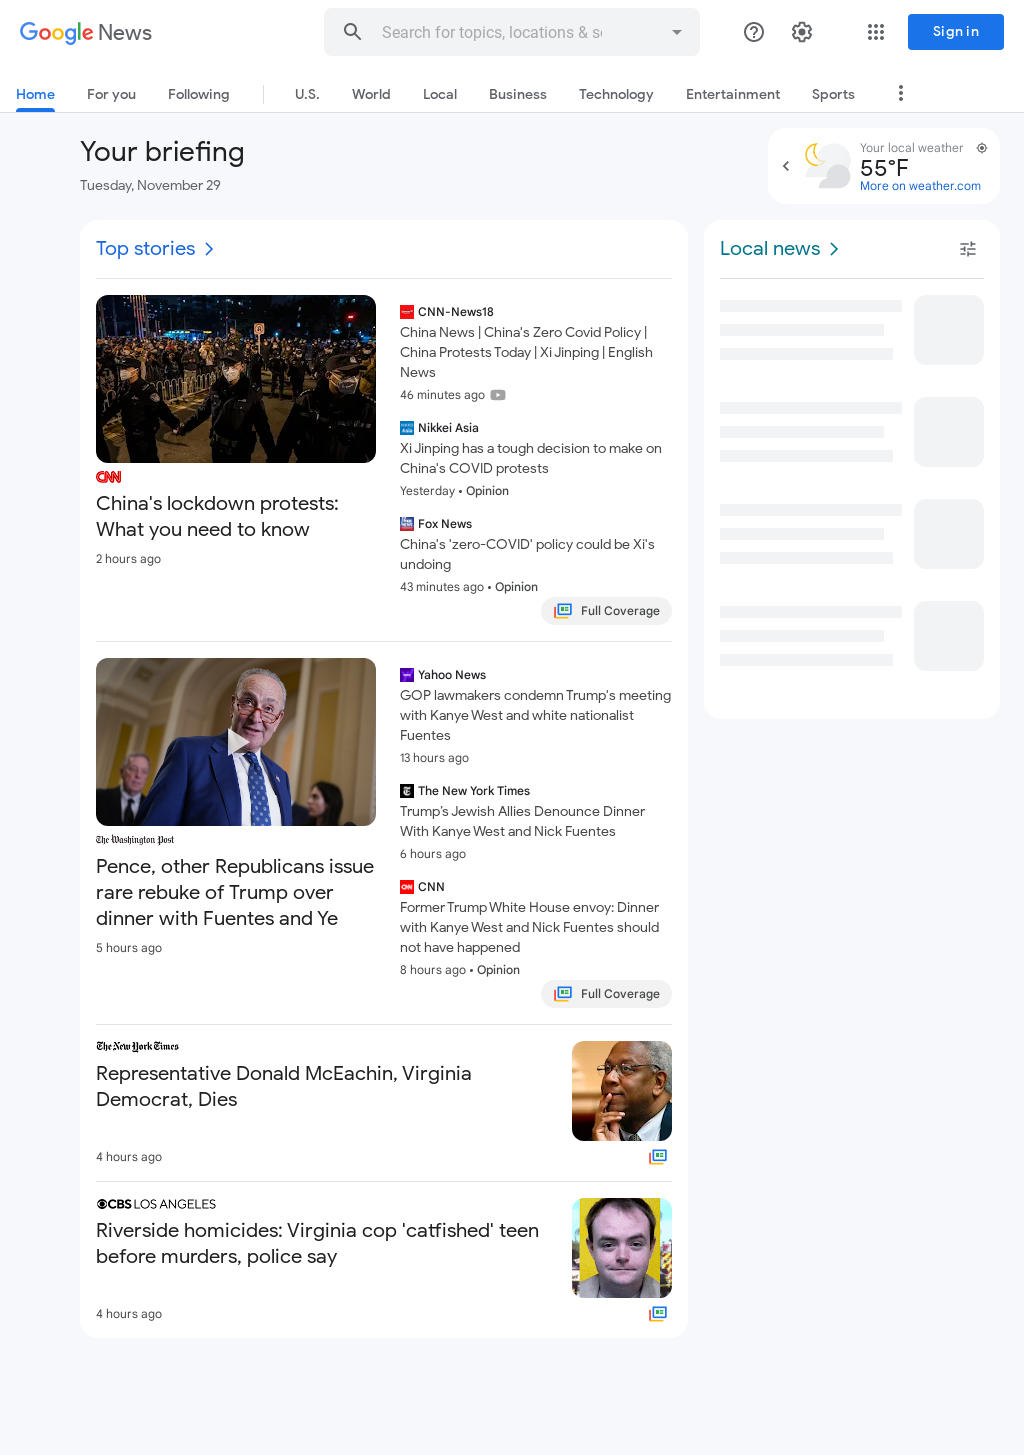 Google News
Search for topics, locations & s
Sign in
Home
For you
Following
U.S.
World
Local
Business
Technology
Entertainment
Sports
Your briefing
Tuesday, November 29
Your local weather
55°F
More on weather.com
Top stories
CNN
China's lockdown protests:
What you need to know
2 hours ago
CNN-News18
China News | China's Zero Covid Policy |
China Protests Today | Xi Jinping | English
News
46 minutes ago
Nikkei Asia
Xi Jinping has a tough decision to make on
China's COVID protests
Yesterday • Opinion
Fox News
China's 'zero-COVID' policy could be Xi's
undoing
43 minutes ago • Opinion
Full Coverage
The Washington Post
Pence, other Republicans issue
rare rebuke of Trump over
dinner with Fuentes and Ye
5 hours ago
Yahoo News
GOP lawmakers condemn Trump's meeting
with Kanye West and white nationalist
Fuentes
13 hours ago
The New York Times
Trump's Jewish Allies Denounce Dinner
With Kanye West and Nick Fuentes
6 hours ago
CNN
Former Trump White House envoy: Dinner
with Kanye West and Nick Fuentes should
not have happened
8 hours ago • Opinion
Full Coverage
The New York Times
Representative Donald McEachin, Virginia
Democrat, Dies
4 hours ago
CBS LOS ANGELES
Riverside homicides: Virginia cop 'catfished' teen
before murders, police say
4 hours ago
Local news